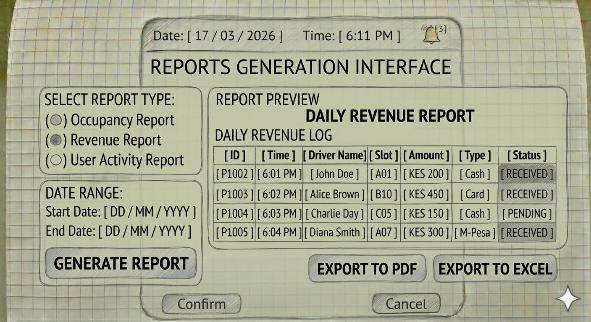 Date: [ 17 / 03 / 2026 ] Time: [ 6:11 PM ] [3]
REPORTS GENERATION INTERFACE
SELECT REPORT TYPE:
( ) Occupancy Report
( ) Revenue Report
( ) User Activity Report
DATE RANGE:
Start Date: [ DD / MM / YYYY ]
End Date: [ DD / MM / YYYY ]
GENERATE REPORT
REPORT PREVIEW
DAILY REVENUE REPORT
DAILY REVENUE LOG
[ ID ] [ Time ] [ Driver Name] [ Slot ] [ Amount ] [ Type ] [ Status ]
[ P1002 ] [ 6:01 PM ] [ John Doe ] [ A01 ] [ KES 200 ] [ Cash ] [ RECEIVED ]
[ P1003 ] [ 6:02 PM ] [ Alice Brown ] [ B10 ] [ KES 450 ] [ Card ] [ RECEIVED ]
[ P1004 ] [ 6:03 PM ] [ Charlie Day ] [ C05 ] [ KES 150 ] [ Cash ] [ PENDING ]
[ P1005 ] [ 6:04 PM ] [ Diana Smith ] [ A07 ] [ KES 300 ] [ M-Pesa ] [ RECEIVED ]
EXPORT TO PDF EXPORT TO EXCEL
Confirm Cancel